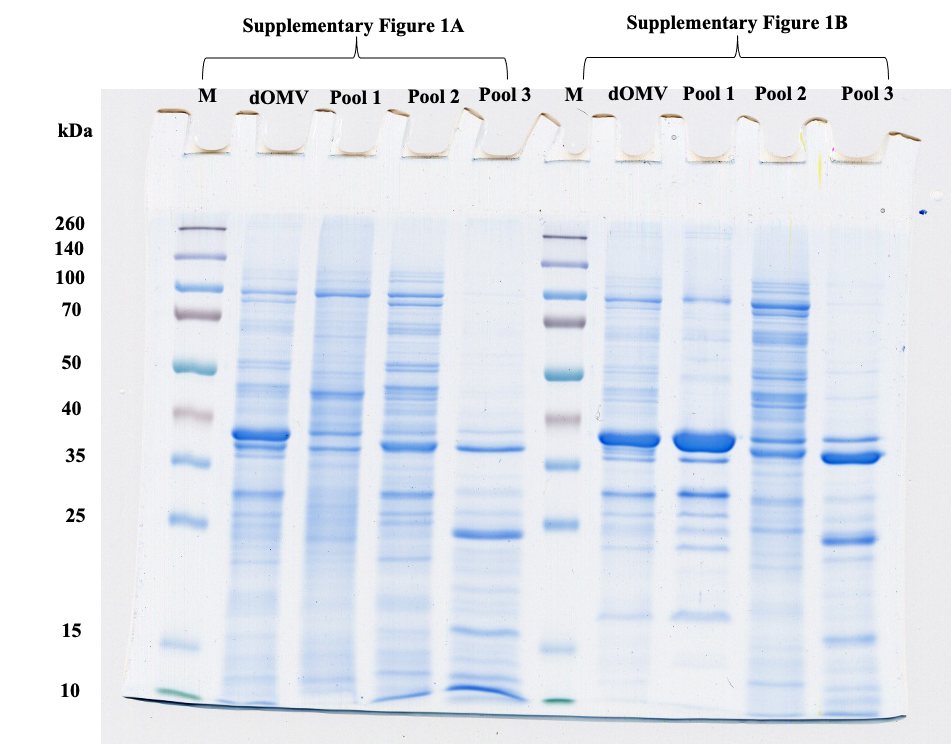 Supplementary Figure 1A
Supplementary Figure 1B
M dOMV Pool 1 Pool 2 Pool 3 M dOMV Pool 1 Pool 2 Pool 3
kDa
260
140
100
70
50
40
35
25
15
10